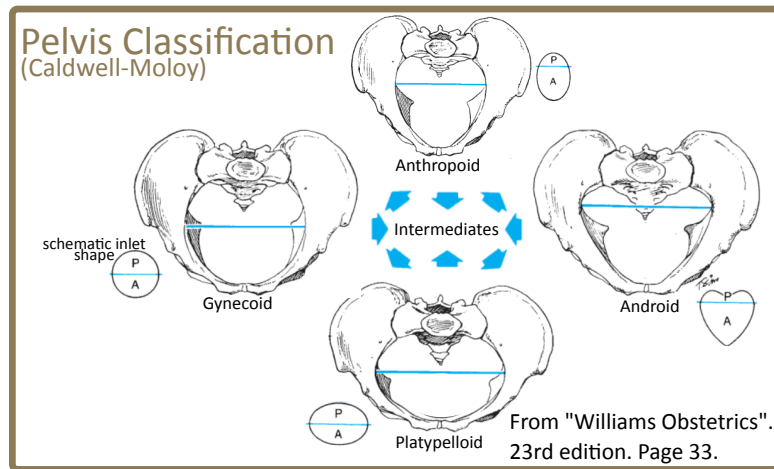 Pelvis Classification
(Caldwell-Moloy)
P
A
Anthropoid
Intermediates
schematic inlet
shape
P
A
Gynecoid
Android
P
A
P
A
Platypelloid
From "Williams Obstetrics".
23rd edition. Page 33.